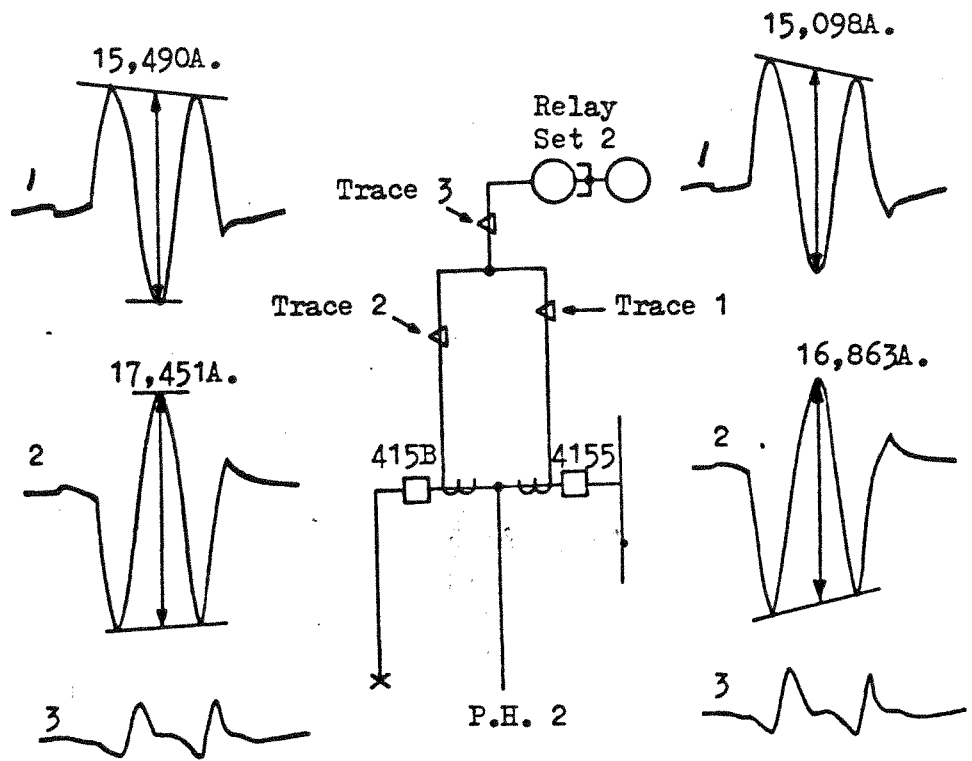 15,490A.
15,098A.
Relay
Set 2
1
1
Trace 3
Trace 2
Trace 1
17,451A.
16,863A.
2
415B
4155
2
3
P.H. 2
3